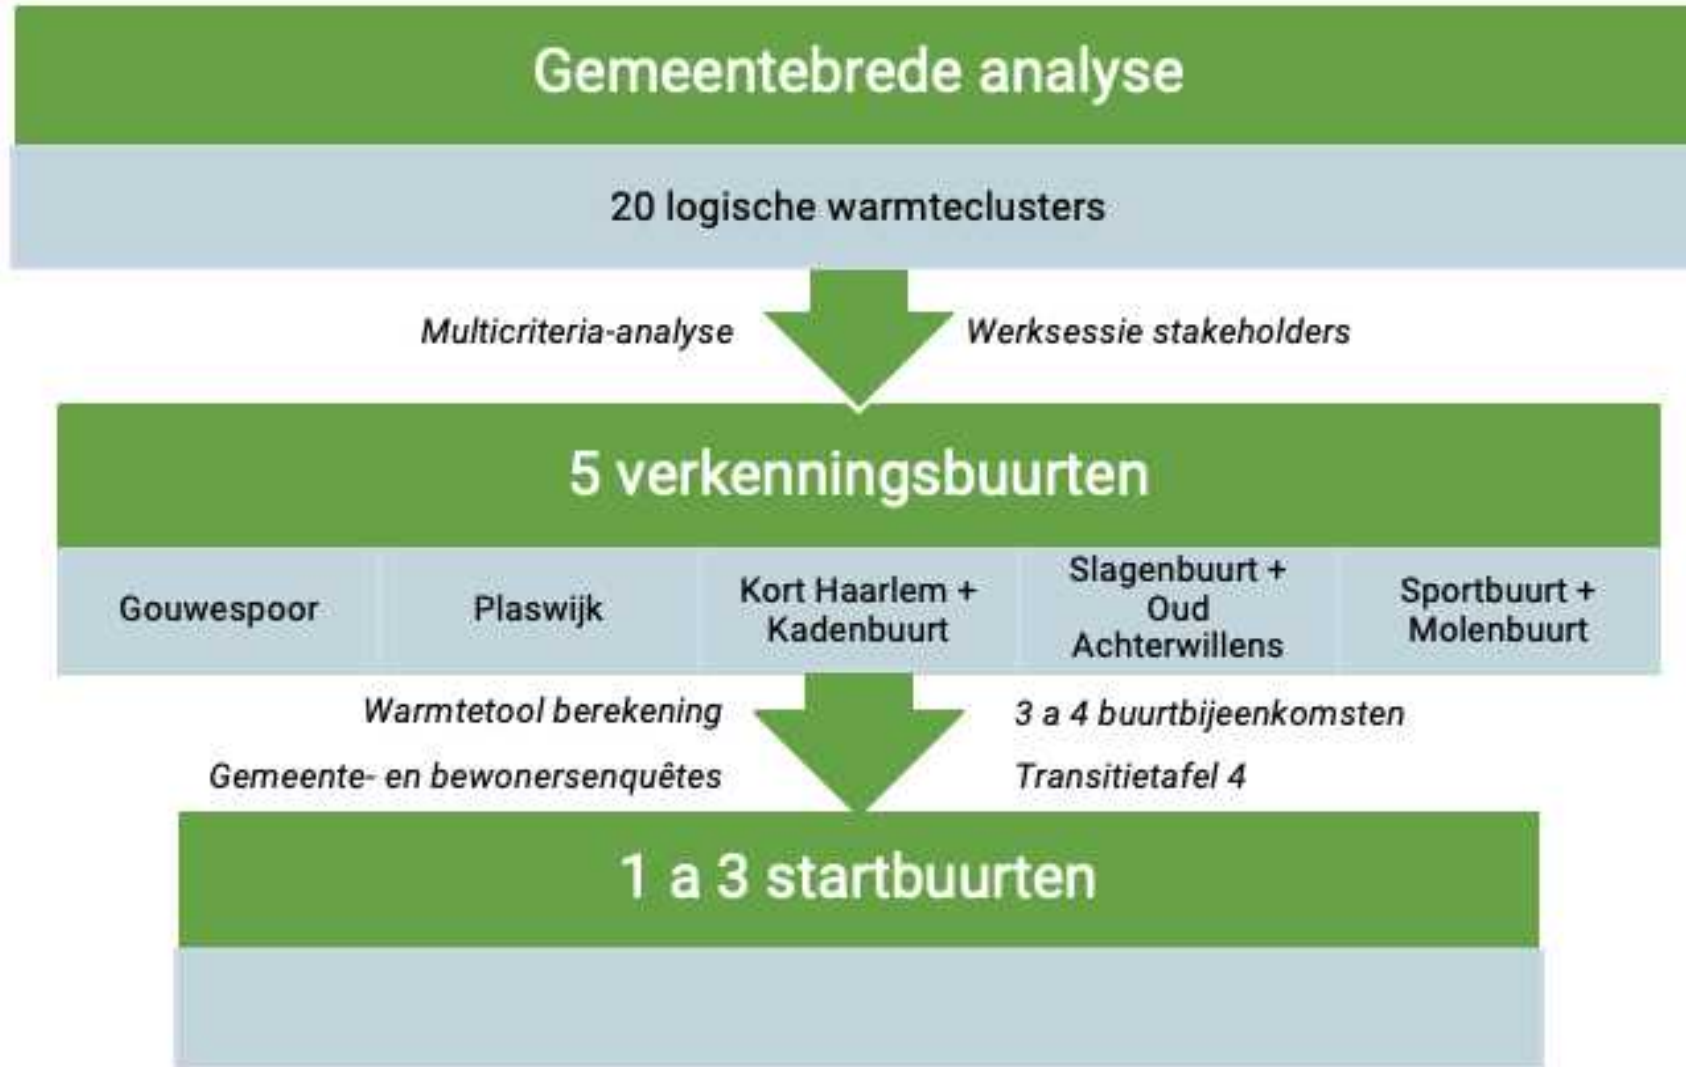 Gemeentebrede analyse
20 logische warmteclusters
Multicriteria-analyse
Werksessie stakeholders
5 verkenningsbuurten
Gouwespoor
Plaswijk
Kort Haarlem +
Kadenbuurt
Slagenbuurt +
Oud
Achterwillens
Sportbuurt +
Molenbuurt
Warmtetool berekening
3 a 4 buurtbijeenkomsten
Gemeente- en bewonersenquêtes
Transitietafel 4
1 a 3 startbuurten